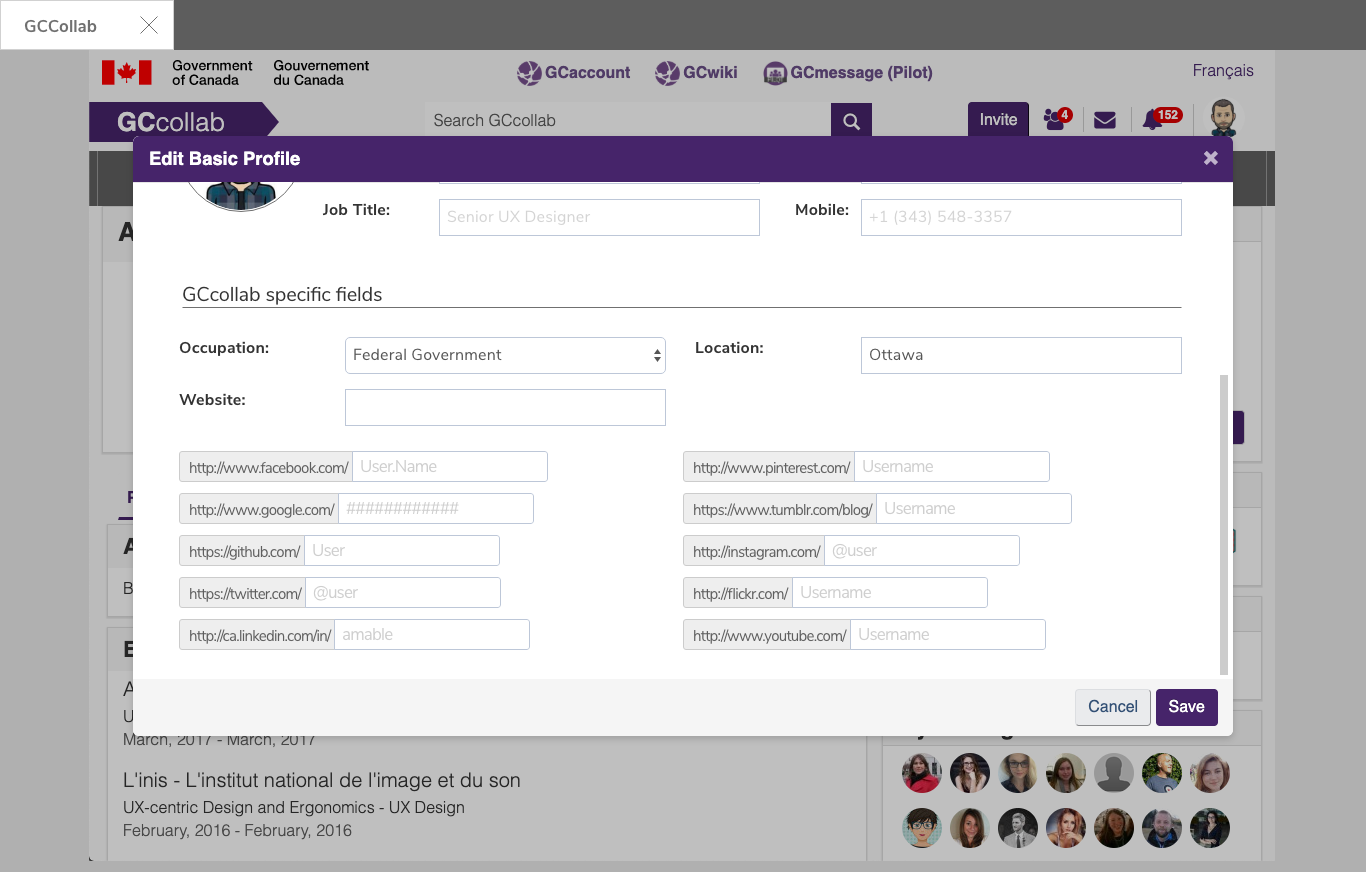 GCCollab
Government
of Canada
Gouvernement
du Canada
GCaccount
GCwiki
GCmessage (Pilot)
Français
GCcollab
Search GCcollab
Invite
4
152
Edit Basic Profile
Job Title:
Senior UX Designer
Mobile:
+1 (343) 548-3357
GCcollab specific fields
Occupation:
Federal Government
Location:
Ottawa
Website:
http://www.facebook.com/
User.Name
http://www.pinterest.com/
Username
http://www.google.com/
############
https://www.tumblr.com/blog/
Username
https://github.com/
User
http://instagram.com/
@user
https://twitter.com/
@user
http://flickr.com/
Username
http://ca.linkedin.com/in/
amable
http://www.youtube.com/
Username
Cancel
Save
March, 2017 - March, 2017
L'inis - L'institut national de l'image et du son
UX-centric Design and Ergonomics - UX Design
February, 2016 - February, 2016